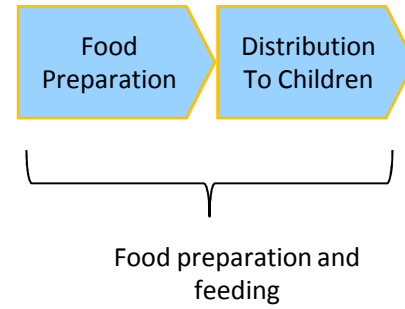 Food
Preparation
Distribution
To Children
Food preparation and
feeding